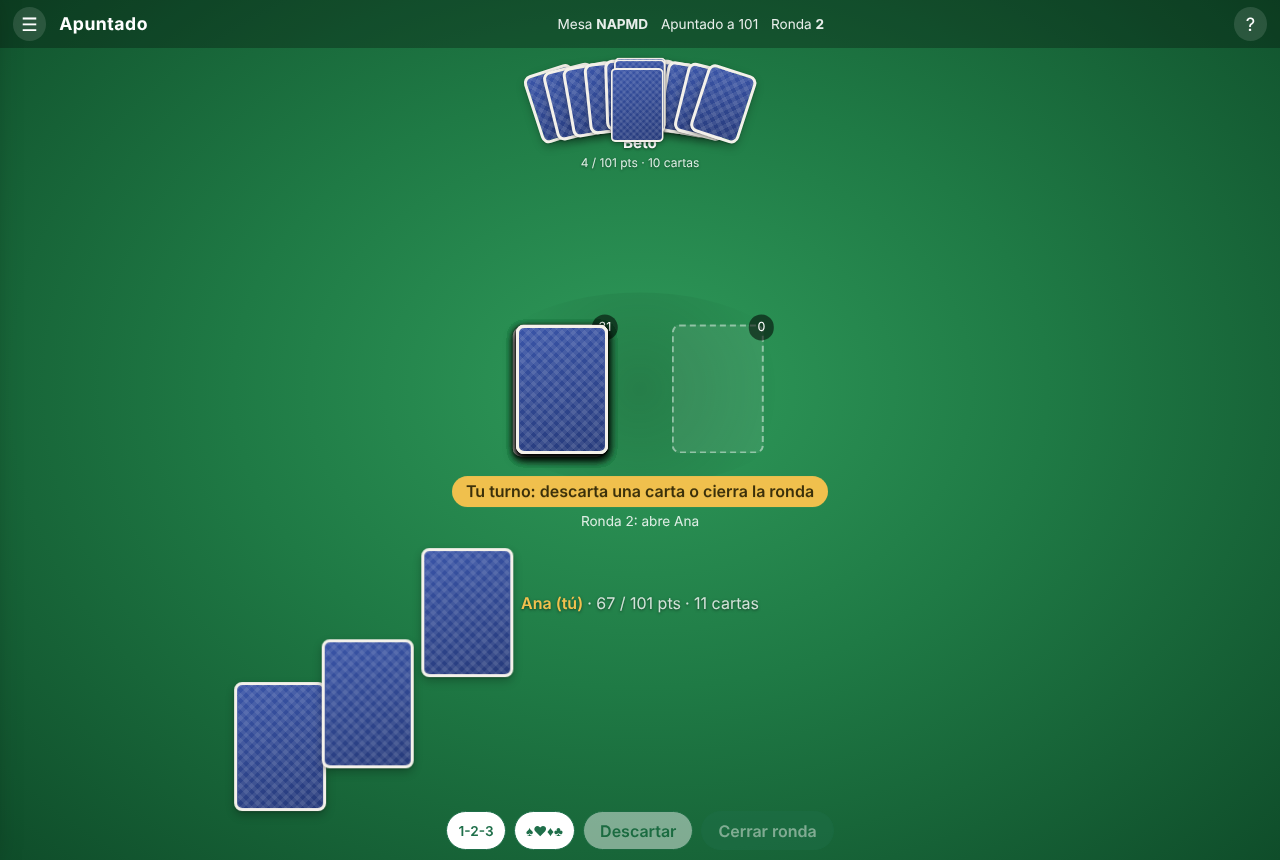 ☰ Apuntado
Mesa NAPMD Apuntado a 101 Ronda 2
?
Beto
4 / 101 pts · 10 cartas
0
Tu turno: descarta una carta o cierra la ronda
Ronda 2: abre Ana
Ana (tú) · 67 / 101 pts · 11 cartas
1-2-3 ♠♥♦♣ Descartar Cerrar ronda